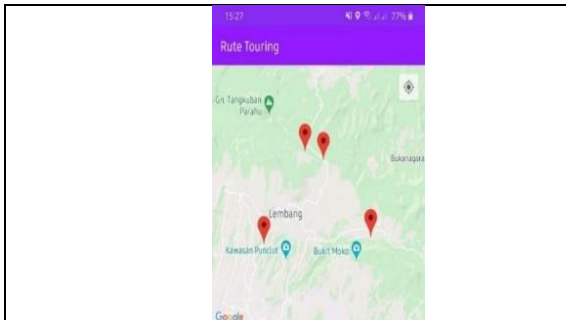 15:27 77%
Rute Touring
Gn. Tangkuban
Parahu
Bukanagara
Lembang
Kawasan Punclut
Bukit Moko
Google